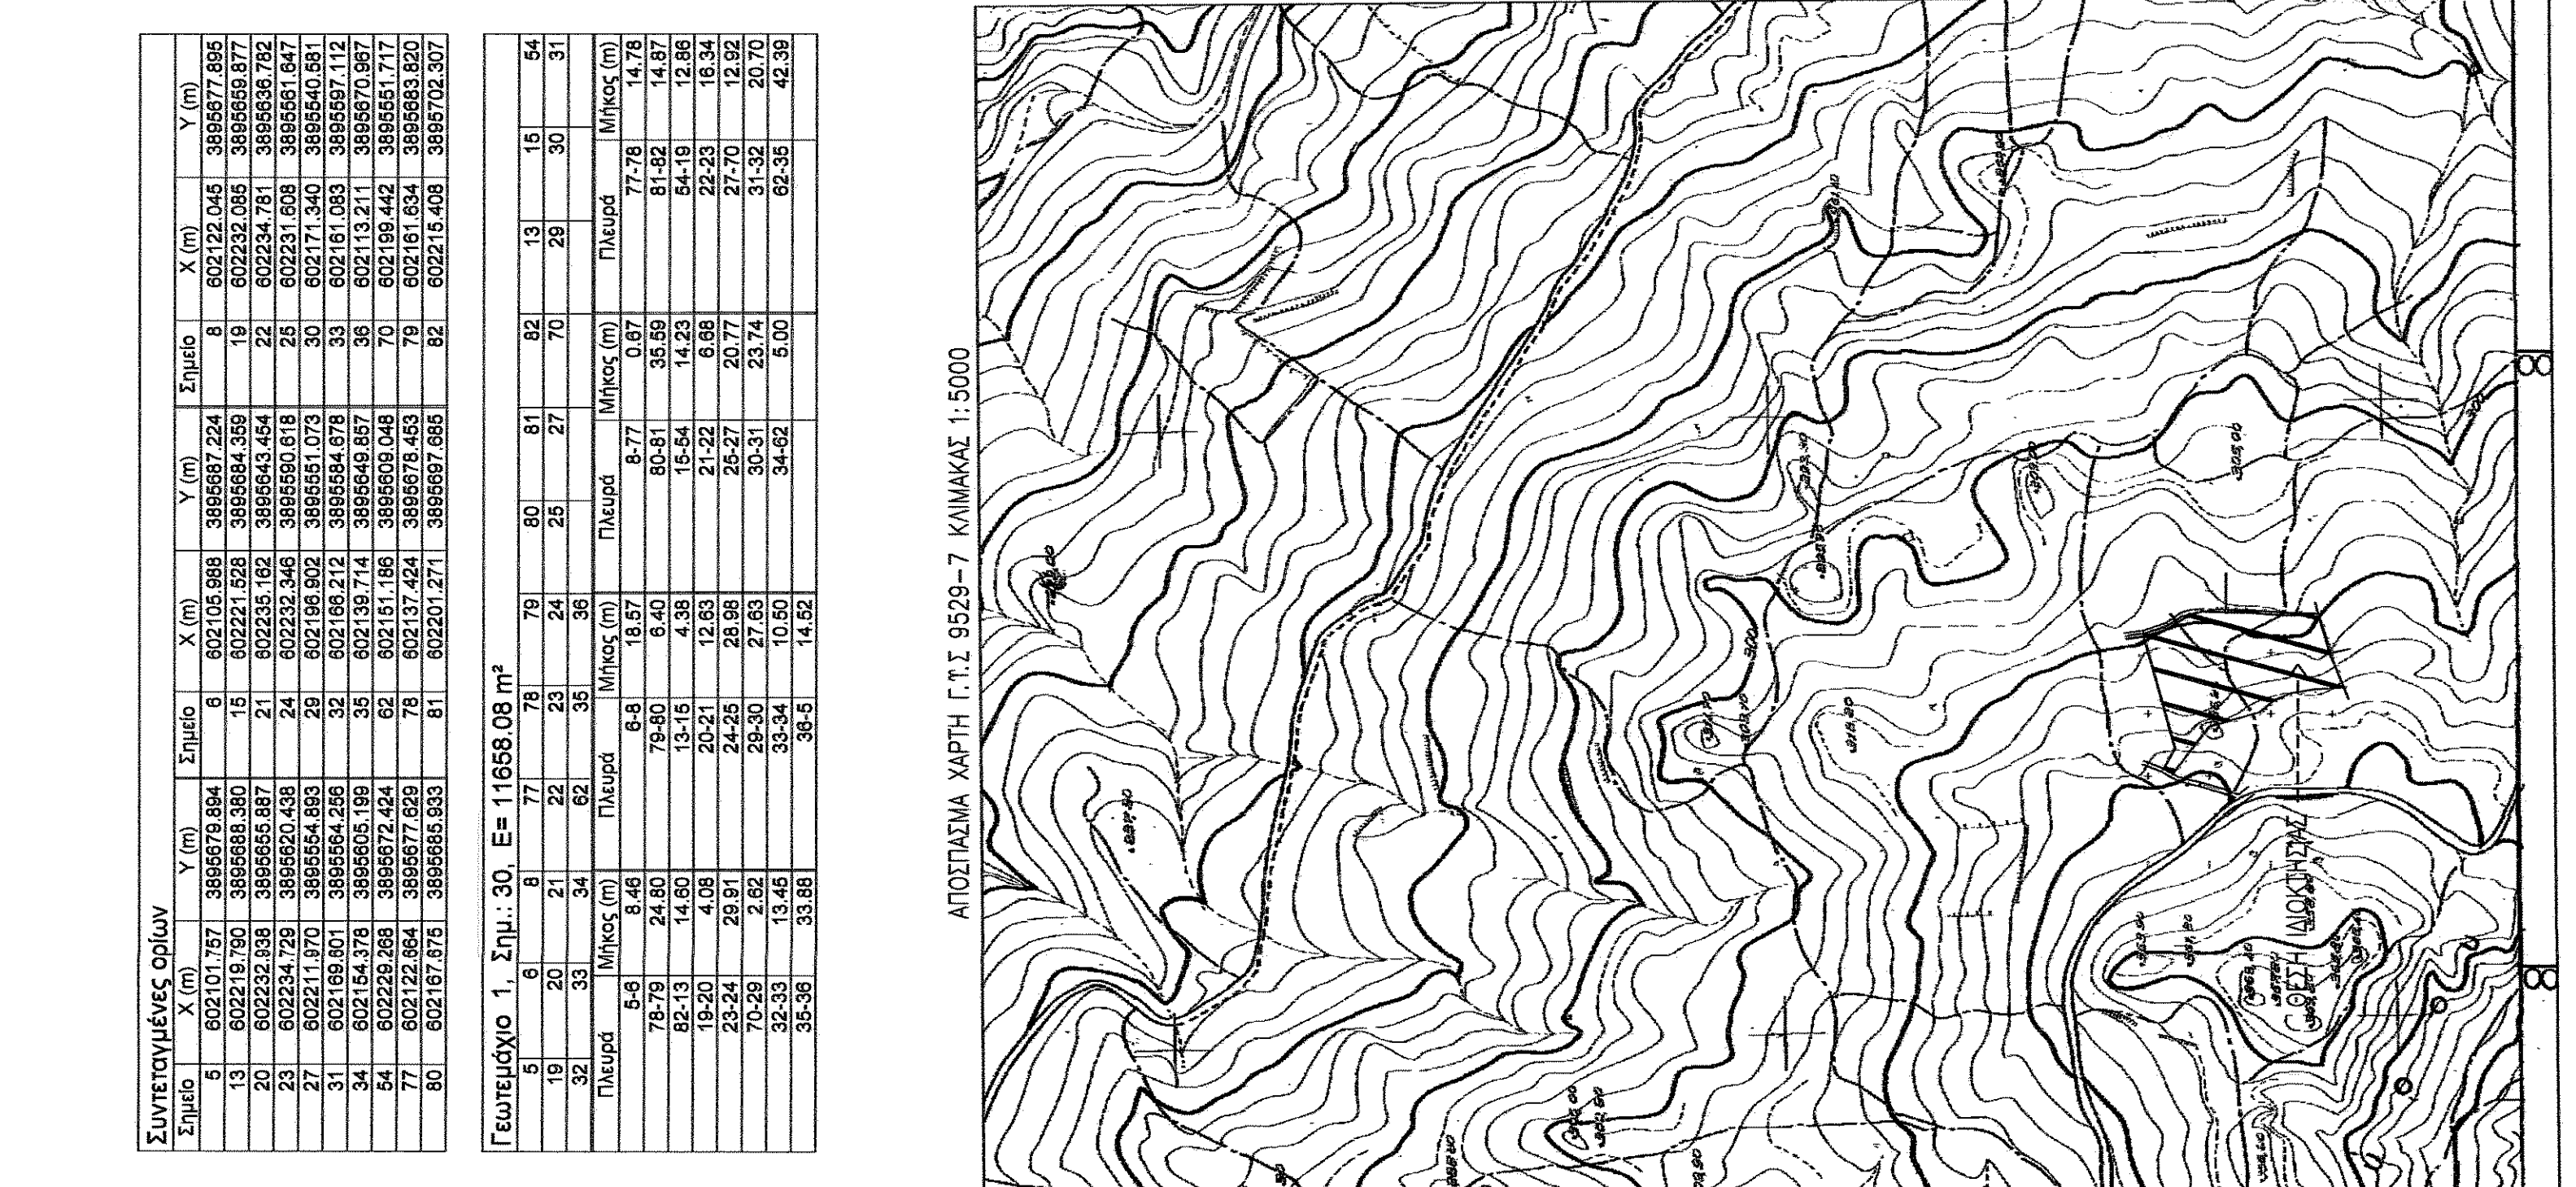 Συντεταγμένες ορίων
Σημείο X (m) Y (m) Σημείο X (m) Y (m) Σημείο X (m) Y (m)
5 602101.757 3895679.894 6 602105.988 3895687.224 8 602122.045 3895677.895
13 602219.790 3895688.380 15 602221.528 3895684.359 19 602232.085 3895659.877
20 602232.938 3895655.887 21 602235.162 3895643.454 22 602234.781 3895636.782
23 602234.729 3895620.438 24 602232.346 3895590.618 25 602231.608 3895561.647
27 602211.970 3895554.893 29 602196.902 3895551.073 30 602171.340 3895540.581
31 602169.601 3895564.256 32 602166.212 3895584.678 33 602161.083 3895597.112
34 602154.378 3895605.199 35 602139.714 3895649.857 36 602113.211 3895670.967
54 602229.268 3895672.424 62 602151.186 3895609.048 70 602199.442 3895551.717
77 602122.664 3895677.629 78 602137.424 3895678.453 79 602161.634 3895683.820
80 602167.675 3895685.933 81 602201.271 3895697.685 82 602215.408 3895702.307
Γεωτεμάχιο 1, Σημ.: 30, Ε= 11658.08 m²
5 6 8 77 78 79 80 81 82 13 15 54
19 20 21 22 23 24 25 27 70 29 30 31
32 33 34 62 35 36
Πλευρά Μήκος (m) Πλευρά Μήκος (m) Πλευρά Μήκος (m) Πλευρά Μήκος (m)
5-6 8.46 6-8 18.57 8-77 0.67 77-78 14.78
78-79 24.80 79-80 6.40 80-81 35.59 81-82 14.87
82-13 14.60 13-15 4.38 15-54 14.23 54-19 12.86
19-20 4.08 20-21 12.63 21-22 6.68 22-23 16.34
23-24 29.91 24-25 28.98 25-27 20.77 27-70 12.92
70-29 2.62 29-30 27.63 30-31 23.74 31-32 20.70
32-33 13.45 33-34 10.50 34-62 5.00 62-35 42.39
35-36 33.88 36-5 14.52
ΑΠΟΣΠΑΣΜΑ ΧΑΡΤΗ Γ.Υ.Σ 9529-7 ΚΛΙΜΑΚΑΣ 1:5000
300
305,00
ΘΕΣΗ ΙΔΙΟΚΤΗΣΙΑΣ